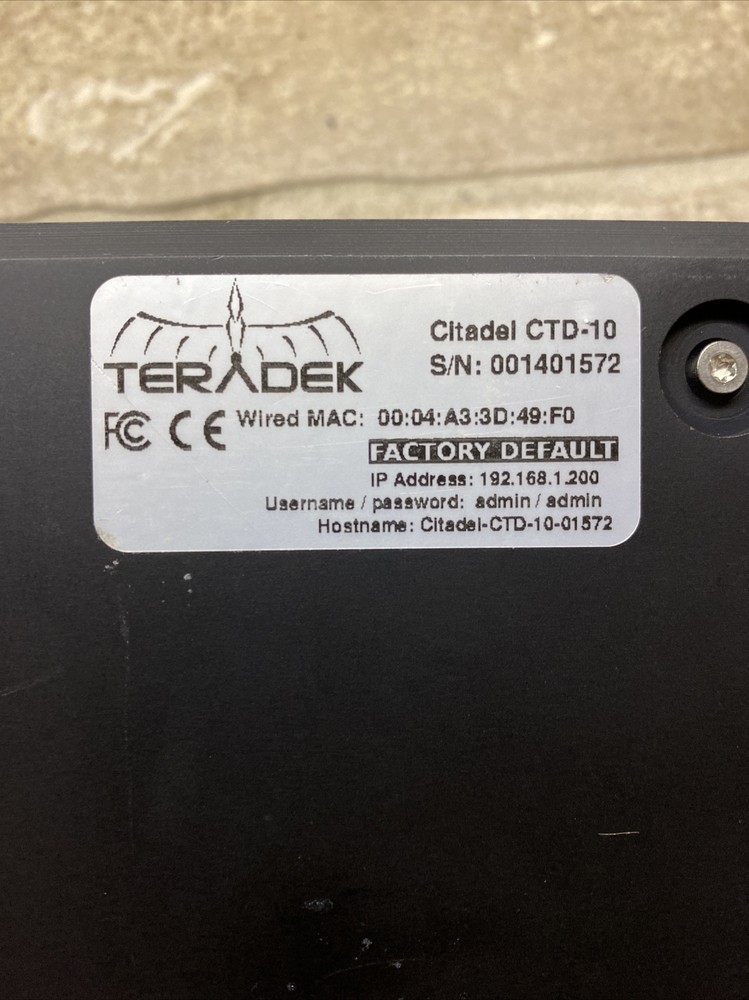 TERADEK
Citadel CTD-10
S/N: 001401572
FC CE Wired MAC: 00:04:A3:3D:49:F0
FACTORY DEFAULT
IP Address: 192.168.1.200
Username / password: admin / admin
Hostname: Citadel-CTD-10-01572